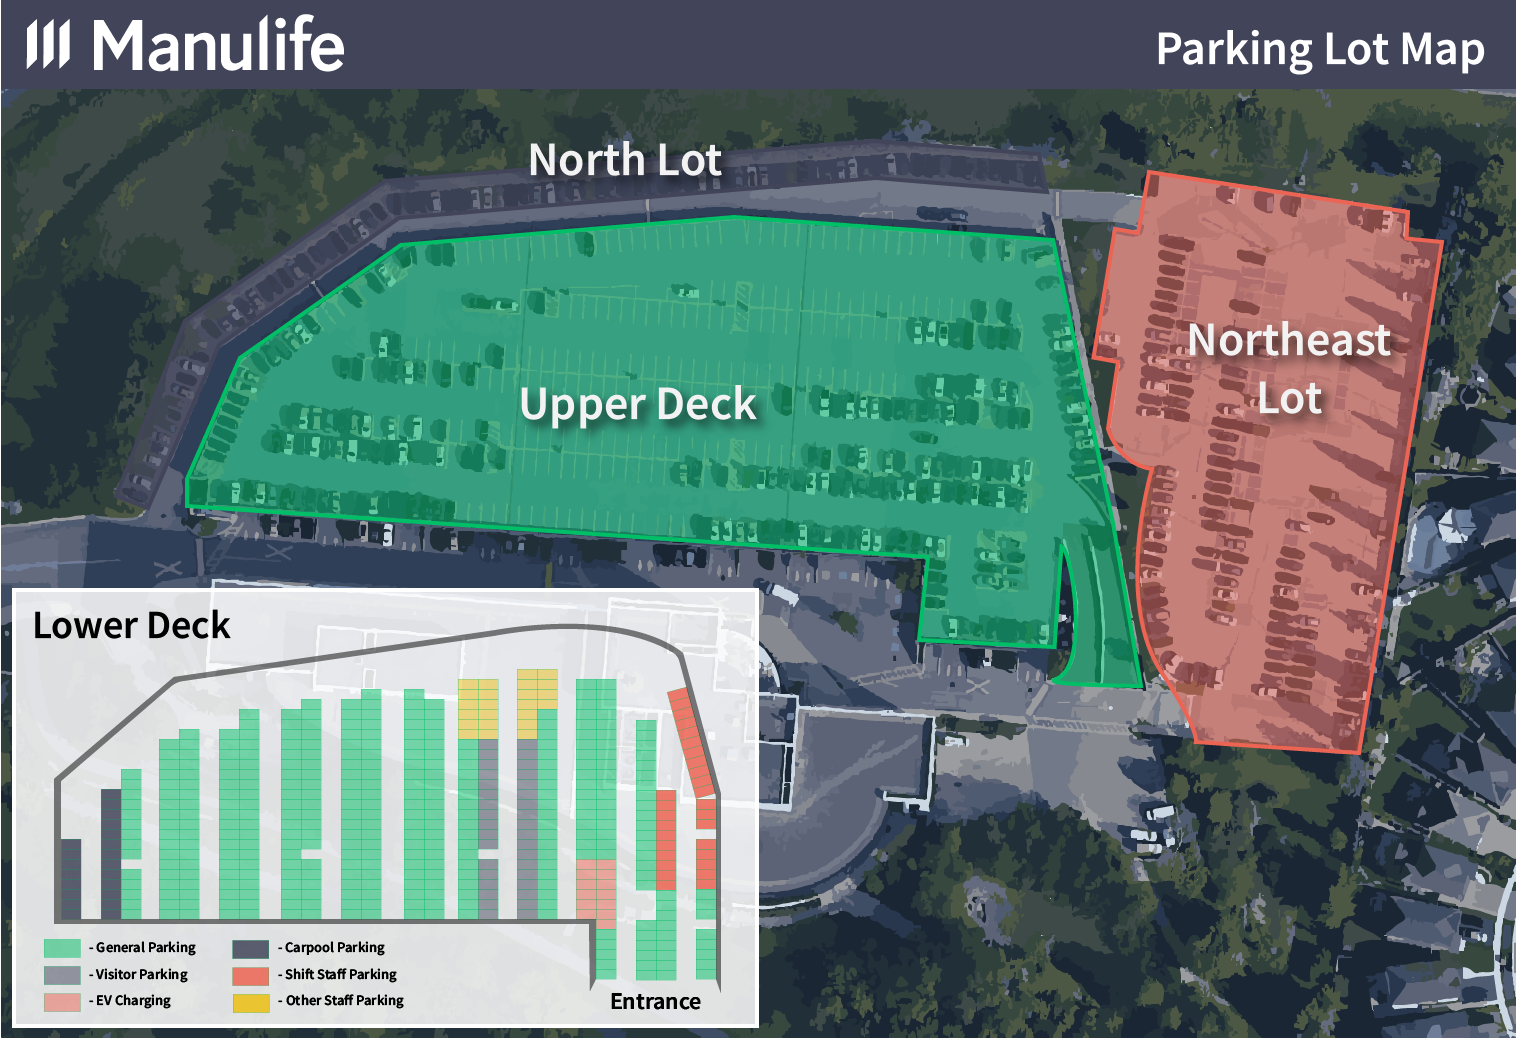 Manulife
Parking Lot Map
North Lot
Northeast
Lot
Upper Deck
Lower Deck
- General Parking
- Carpool Parking
- Visitor Parking
- Shift Staff Parking
- EV Charging
- Other Staff Parking
Entrance